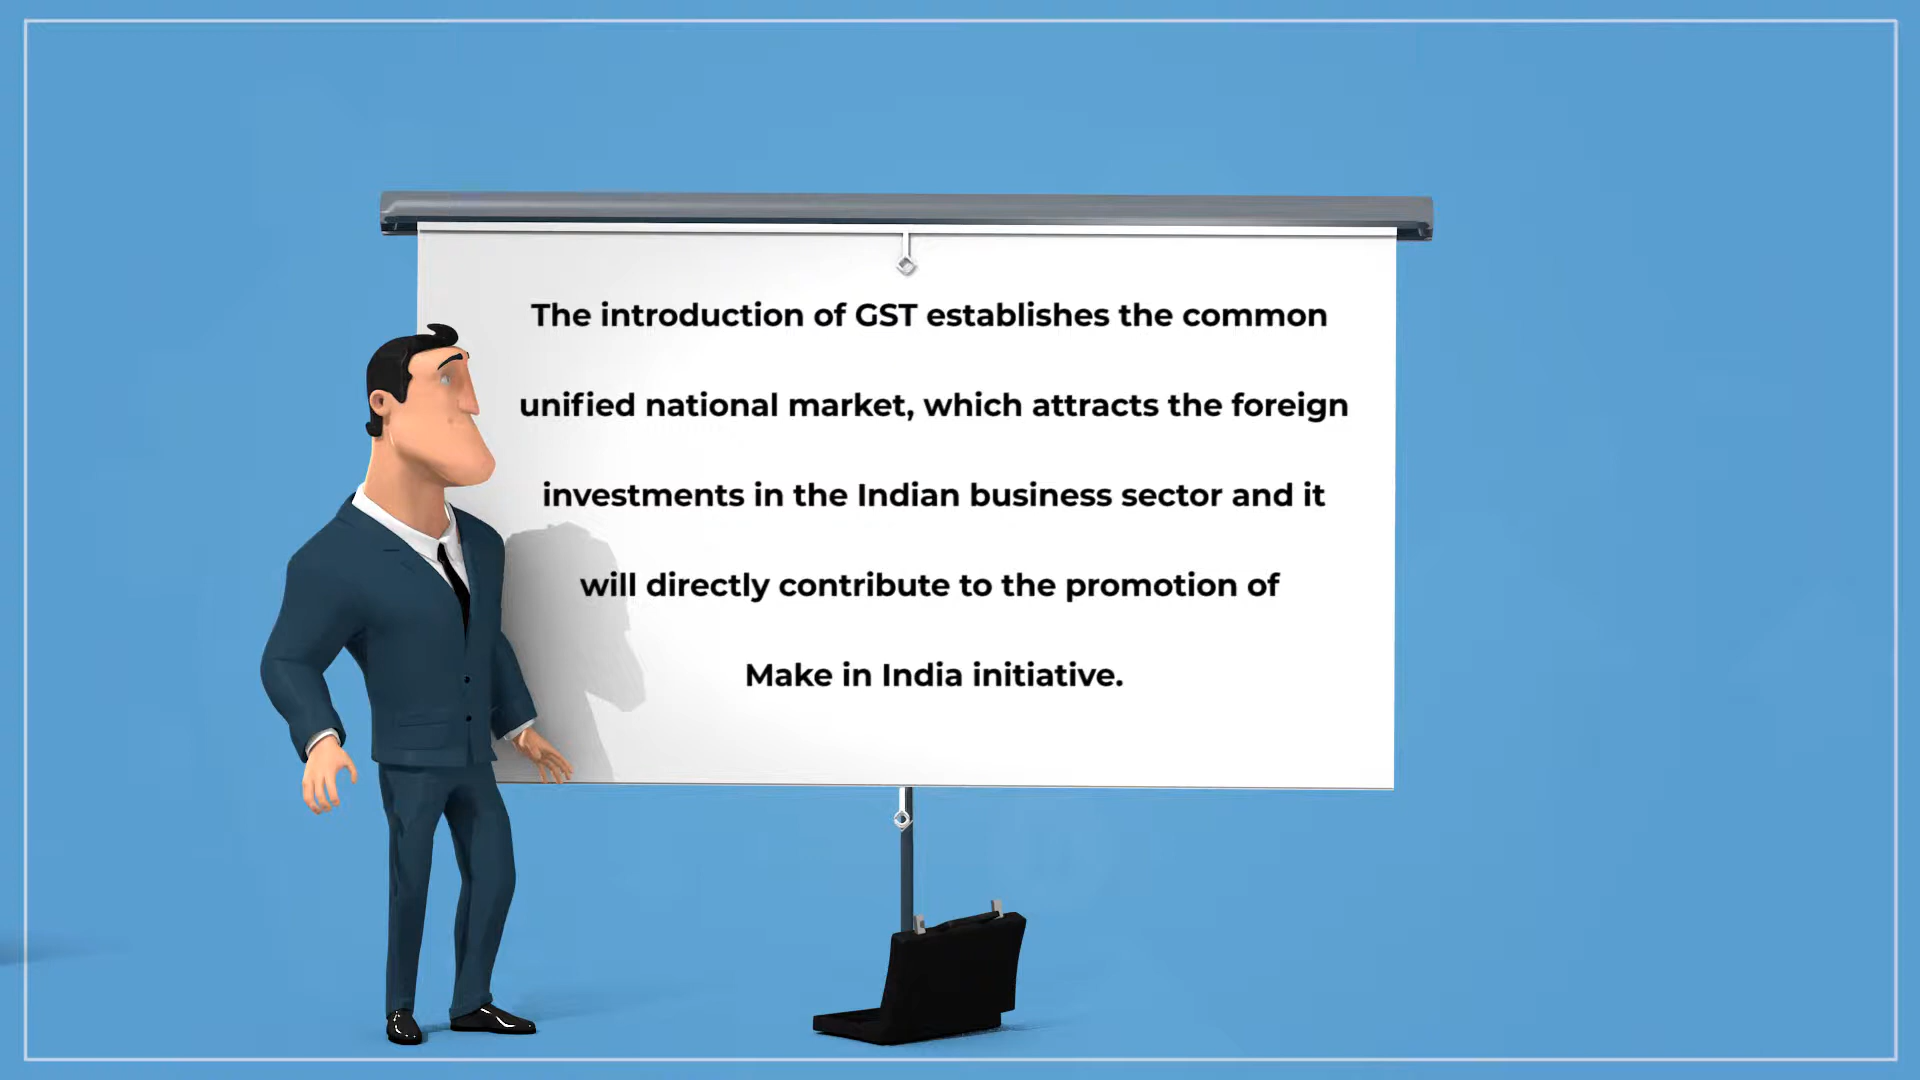 The introduction of GST establishes the common
unified national market, which attracts the foreign
investments in the Indian business sector and it
will directly contribute to the promotion of
Make in India initiative.